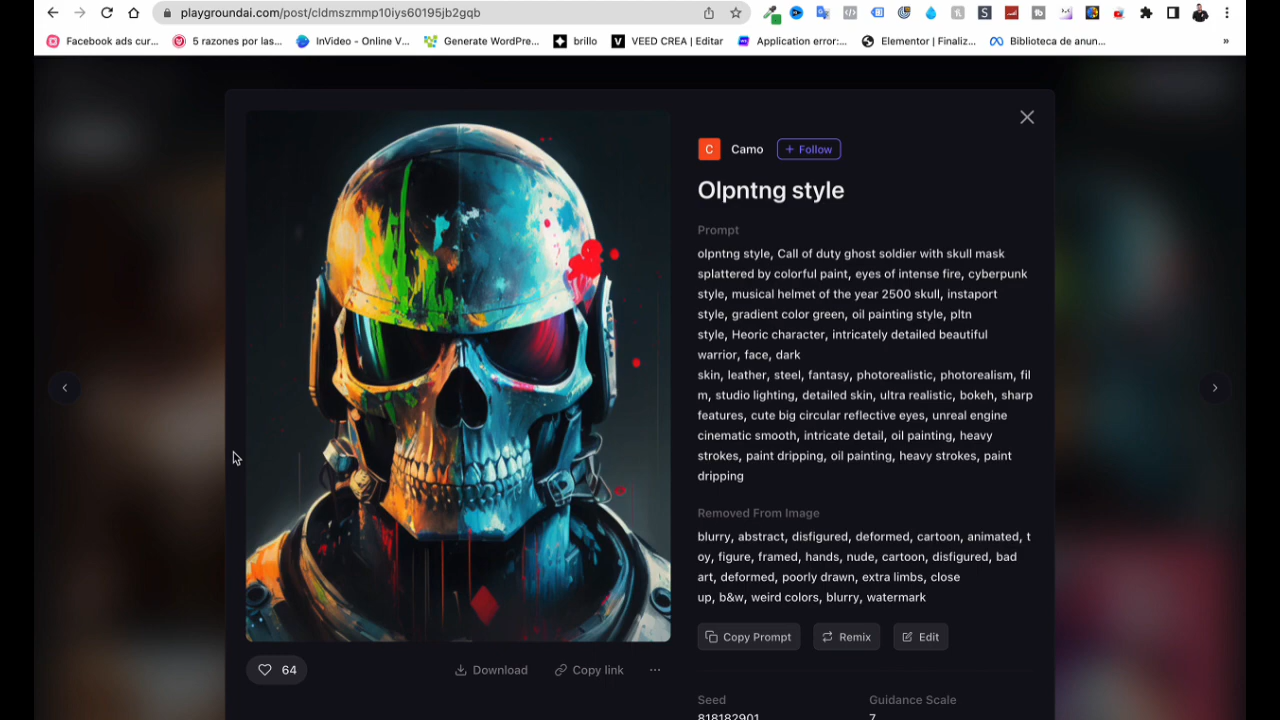 playgroundai.com/post/cldmszmmp10iys60195jb2gqb
Facebook ads cur...
5 razones por las...
InVideo - Online V...
Generate WordPre...
brillo
VEED CREA | Editar
Application error:...
Elementor | Finaliz...
Biblioteca de anun...
»
C
Camo
+ Follow
Olpntng style
Prompt
olpntng style, Call of duty ghost soldier with skull mask
splattered by colorful paint, eyes of intense fire, cyberpunk
style, musical helmet of the year 2500 skull, instaport
style, gradient color green, oil painting style, pltn
style, Heoric character, intricately detailed beautiful
warrior, face, dark
skin, leather, steel, fantasy, photorealistic, photorealism, fil
m, studio lighting, detailed skin, ultra realistic, bokeh, sharp
features, cute big circular reflective eyes, unreal engine
cinematic smooth, intricate detail, oil painting, heavy
strokes, paint dripping, oil painting, heavy strokes, paint
dripping
Removed From Image
blurry, abstract, disfigured, deformed, cartoon, animated, t
oy, figure, framed, hands, nude, cartoon, disfigured, bad
art, deformed, poorly drawn, extra limbs, close
up, b&w, weird colors, blurry, watermark
Copy Prompt
Remix
Edit
64
Download
Copy link
...
Seed
Guidance Scale
818182901
7